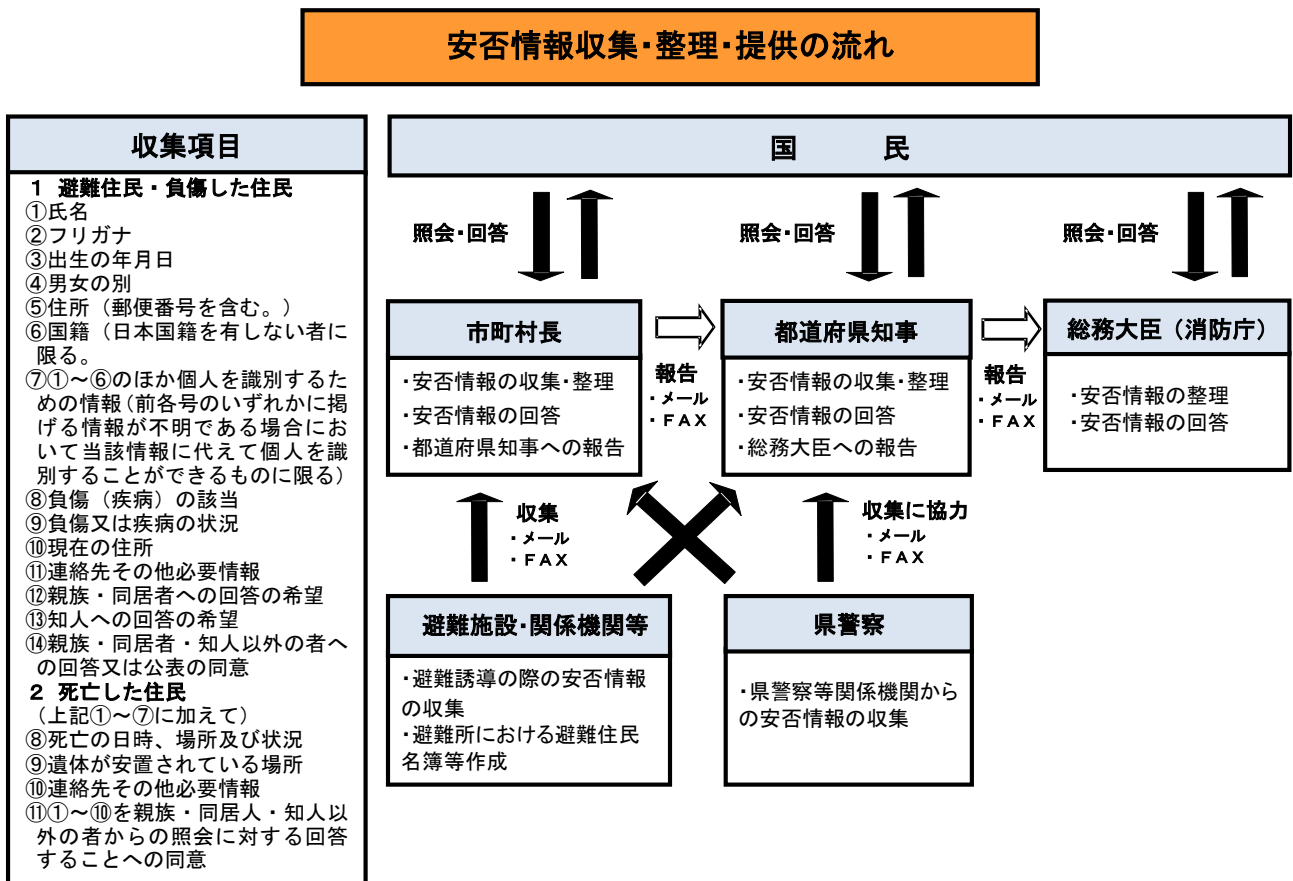 安否情報収集・整理・提供の流れ
収集項目
1 避難住民・負傷した住民
①氏名
②フリガナ
③出生の年月日
④男女の別
⑤住所（郵便番号を含む。）
⑥国籍（日本国籍を有しない者に
限る。
⑦①～⑥のほか個人を識別するた
めの情報（前各号のいずれかに掲
げる情報が不明である場合にお
いて当該情報に代えて個人を識
別することができるものに限る）
⑧負傷（疾病）の該当
⑨負傷又は疾病の状況
⑩現在の住所
⑪連絡先その他必要情報
⑫親族・同居者への回答の希望
⑬知人への回答の希望
⑭親族・同居者・知人以外の者へ
の回答又は公表の同意
2 死亡した住民
（上記①～⑦に加えて）
⑧死亡の日時、場所及び状況
⑨遺体が安置されている場所
⑩連絡先その他必要情報
⑪①～⑩を親族・同居人・知人以
外の者からの照会に対する回答
することへの同意
国 民
照会・回答
照会・回答
照会・回答
市町村長
・安否情報の収集・整理
・安否情報の回答
・都道府県知事への報告
報告
・メール
・FAX
都道府県知事
・安否情報の収集・整理
・安否情報の回答
・総務大臣への報告
報告
・メール
・FAX
総務大臣（消防庁）
・安否情報の整理
・安否情報の回答
収集
・メール
・FAX
収集に協力
・メール
・FAX
避難施設・関係機関等
・避難誘導の際の安否情報
の収集
・避難所における避難住民
名簿等作成
県警察
・県警察等関係機関から
の安否情報の収集